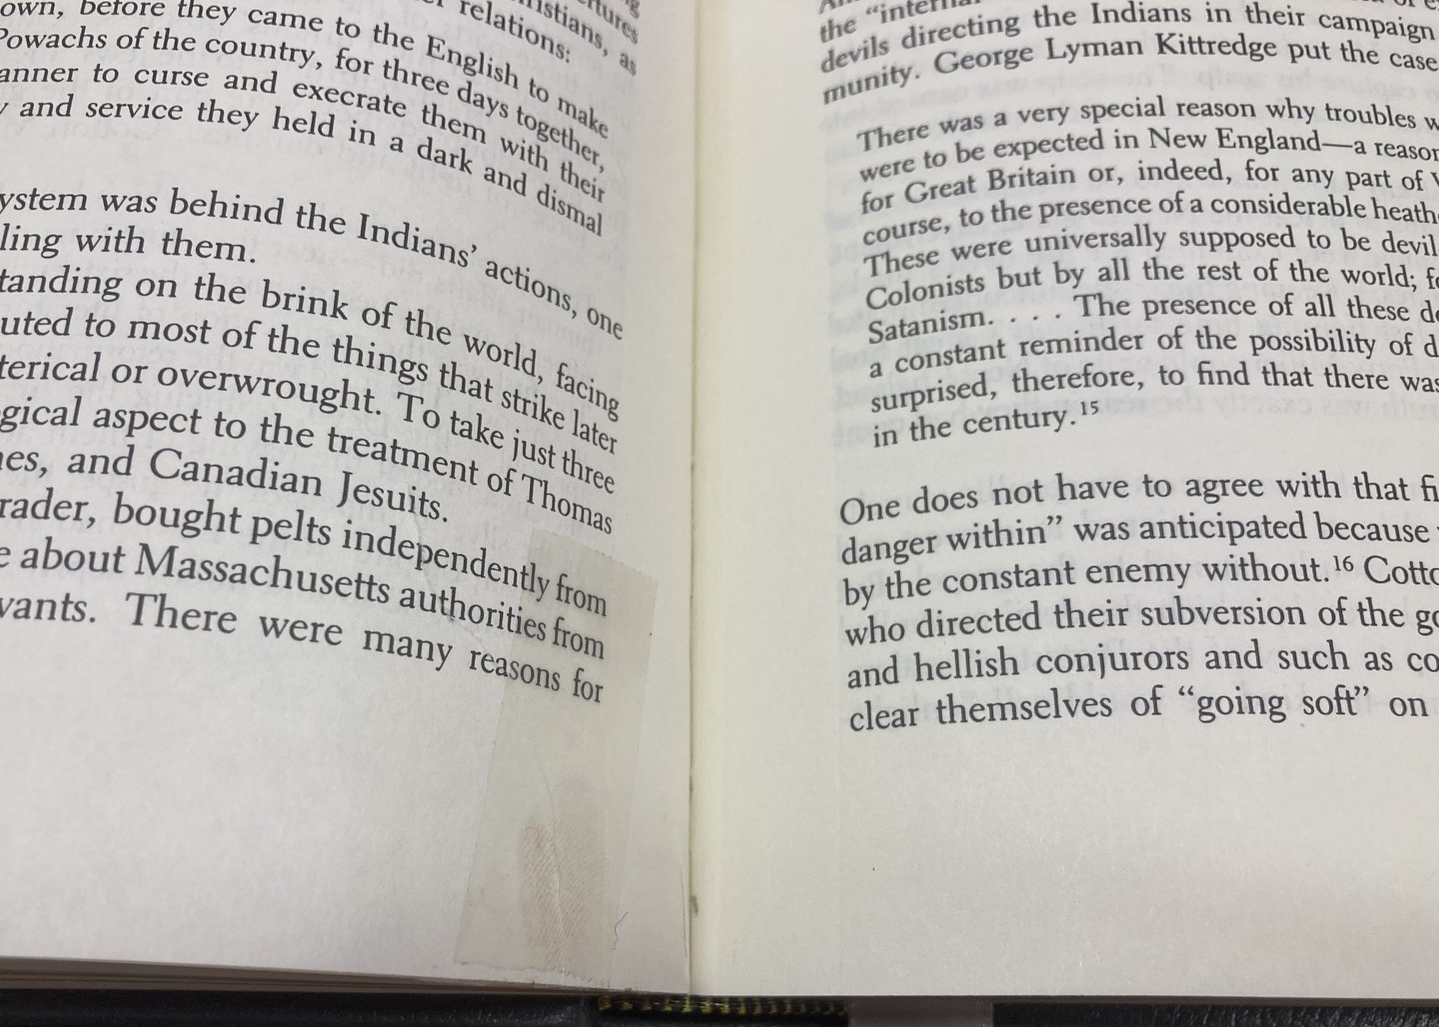 own, before they came to the English to make
Powachs of the country, for three days together,
anner to curse and execrate them with their
y and service they held in a dark and dismal
ystem was behind the Indians' actions, one
ling with them.
tanding on the brink of the world, facing
uted to most of the things that strike later
terical or overwrought. To take just three
gical aspect to the treatment of Thomas
es, and Canadian Jesuits.
rader, bought pelts independently from
e about Massachusetts authorities from
vants. There were many reasons for
the "internal
devils directing the Indians in their campaign
munity. George Lyman Kittredge put the case
There was a very special reason why troubles w
were to be expected in New England—a reason
for Great Britain or, indeed, for any part of
course, to the presence of a considerable heath
These were universally supposed to be devil
Colonists but by all the rest of the world; f
Satanism. . . . The presence of all these de
a constant reminder of the possibility of d
surprised, therefore, to find that there was
in the century.15
One does not have to agree with that fi
danger within" was anticipated because
by the constant enemy without.16 Cotto
who directed their subversion of the go
and hellish conjurors and such as co
clear themselves of "going soft" on